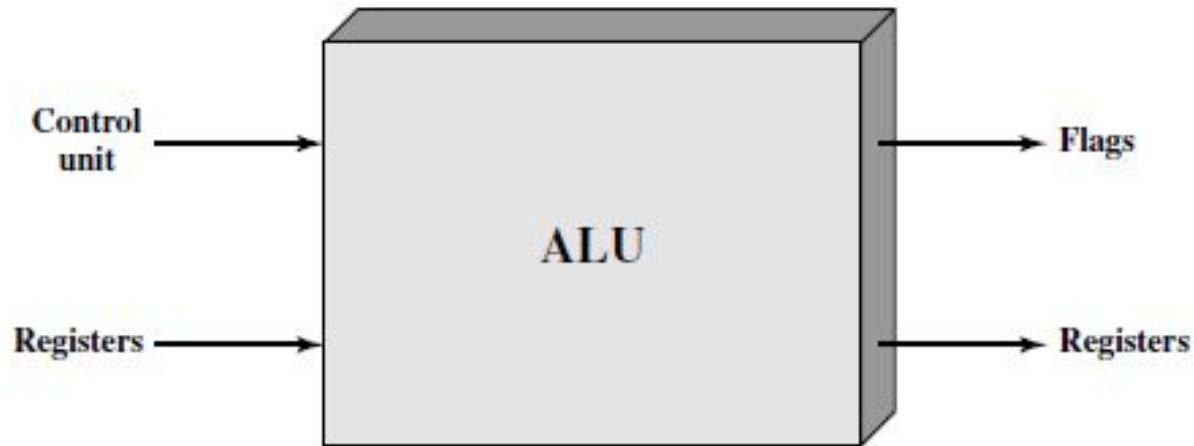 Control
unit
Flags
ALU
Registers
Registers